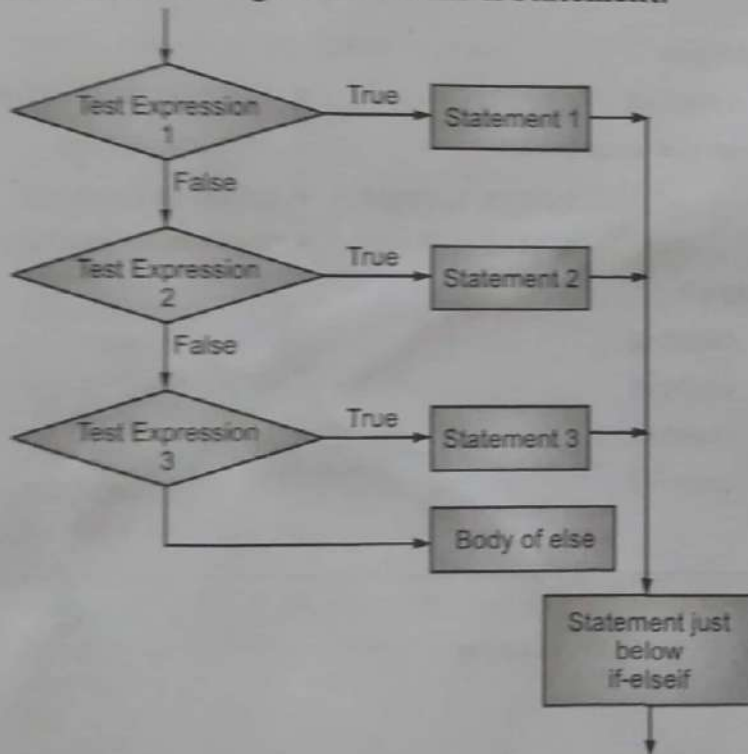 Test Expression
1
True
Statement 1
False
Test Expression
2
True
Statement 2
False
Test Expression
3
True
Statement 3
Body of else
Statement just
below
if-elseif